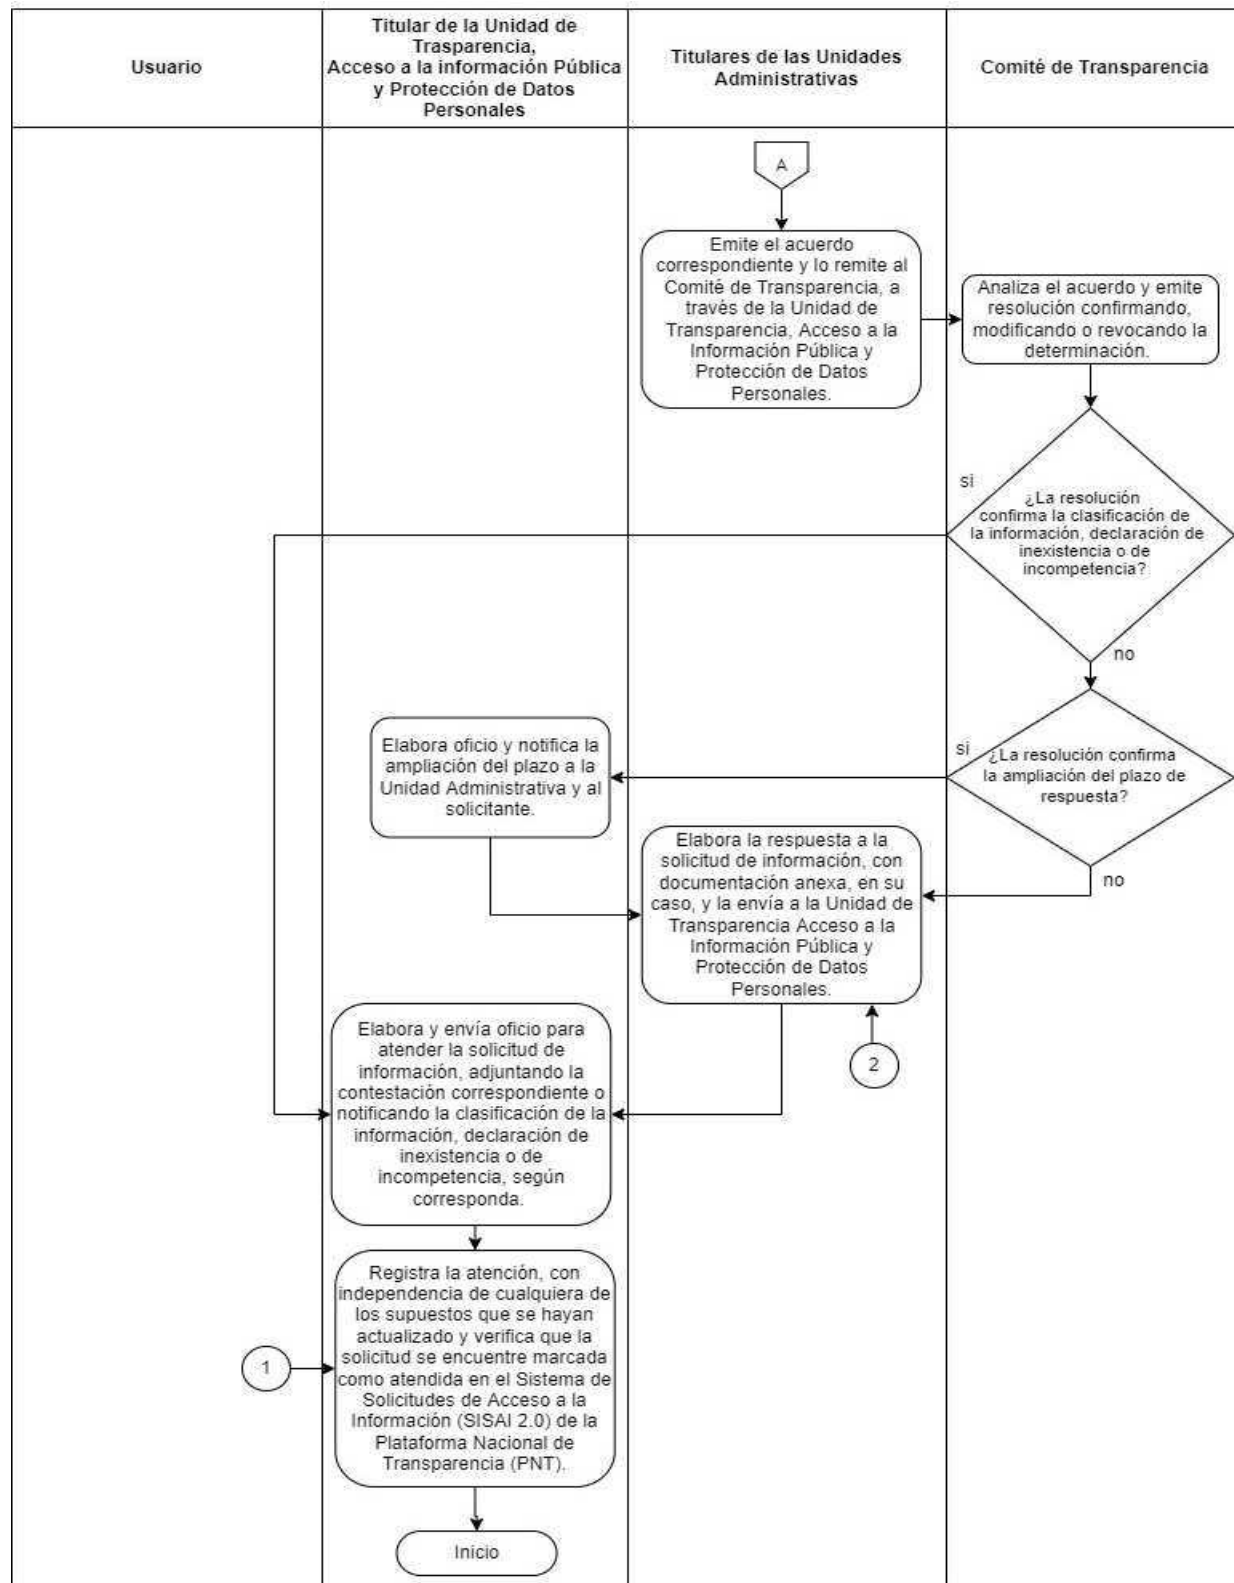 Usuario
Titular de la Unidad de
Trasparencia,
Acceso a la información Pública
y Protección de Datos
Personales
Titulares de las Unidades
Administrativas
Comité de Transparencia
A
Emite el acuerdo
correspondiente y lo remite al
Comité de Transparencia, a
través de la Unidad de
Transparencia, Acceso a la
Información Pública y
Protección de Datos
Personales.
Analiza el acuerdo y emite
resolución confirmando,
modificando o revocando la
determinación.
si
¿La resolución
confirma la clasificación de
la información, declaración de
inexistencia o de
incompetencia?
no
si
¿La resolución confirma
la ampliación del plazo de
respuesta?
no
Elabora oficio y notifica la
ampliación del plazo a la
Unidad Administrativa y al
solicitante.
Elabora la respuesta a la
solicitud de información, con
documentación anexa, en su
caso, y la envía a la Unidad de
Transparencia Acceso a la
Información Pública y
Protección de Datos
Personales.
2
Elabora y envía oficio para
atender la solicitud de
información, adjuntando la
contestación correspondiente o
notificando la clasificación de la
información, declaración de
inexistencia o de
incompetencia, según
corresponda.
1
Registra la atención, con
independencia de cualquiera de
los supuestos que se hayan
actualizado y verifica que la
solicitud se encuentre marcada
como atendida en el Sistema de
Solicitudes de Acceso a la
Información (SISAI 2.0) de la
Plataforma Nacional de
Transparencia (PNT).
Inicio